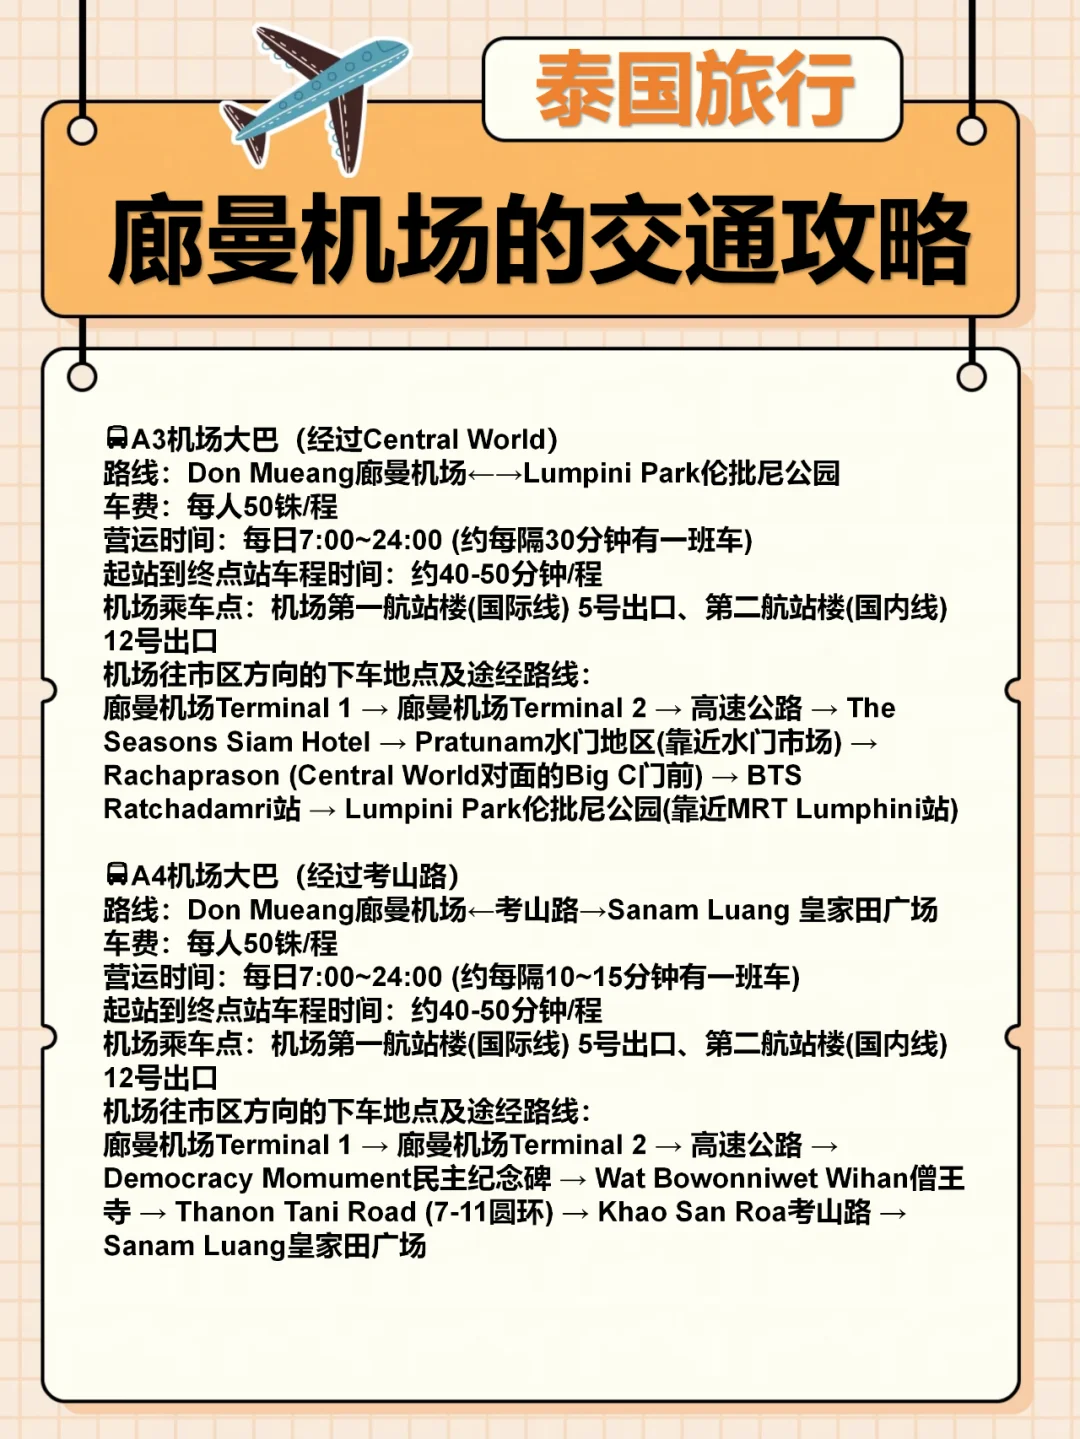 泰国旅行
廊曼机场的交通攻略
A3机场大巴（经过Central World）
路线：Don Mueang廊曼机场←→Lumpini Park伦批尼公园
车费：每人50铢/程
营运时间：每日7:00~24:00 (约每隔30分钟有一班车)
起站到终点站车程时间：约40-50分钟/程
机场乘车点：机场第一航站楼(国际线) 5号出口、第二航站楼(国内线)
12号出口
机场往市区方向的下车地点及途经路线：
廊曼机场Terminal 1 → 廊曼机场Terminal 2 → 高速公路 → The
Seasons Siam Hotel → Pratunam水门地区(靠近水门市场) →
Rachaprason (Central World对面的Big C门前) → BTS
Ratchadamri站 → Lumpini Park伦批尼公园(靠近MRT Lumphini站)
A4机场大巴（经过考山路）
路线：Don Mueang廊曼机场←考山路→Sanam Luang 皇家田广场
车费：每人50铢/程
营运时间：每日7:00~24:00 (约每隔10~15分钟有一班车)
起站到终点站车程时间：约40-50分钟/程
机场乘车点：机场第一航站楼(国际线) 5号出口、第二航站楼(国内线)
12号出口
机场往市区方向的下车地点及途经路线：
廊曼机场Terminal 1 → 廊曼机场Terminal 2 → 高速公路 →
Democracy Momument民主纪念碑 → Wat Bowonniwet Wihan僧王
寺 → Thanon Tani Road (7-11圆环) → Khao San Roa考山路 →
Sanam Luang皇家田广场